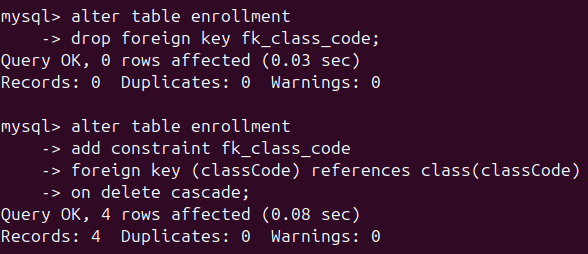 mysql> alter table enrollment
    -> drop foreign key fk_class_code;
Query OK, 0 rows affected (0.03 sec)
Records: 0  Duplicates: 0  Warnings: 0

mysql> alter table enrollment
    -> add constraint fk_class_code
    -> foreign key (classCode) references class(classCode)
    -> on delete cascade;
Query OK, 4 rows affected (0.08 sec)
Records: 4  Duplicates: 0  Warnings: 0